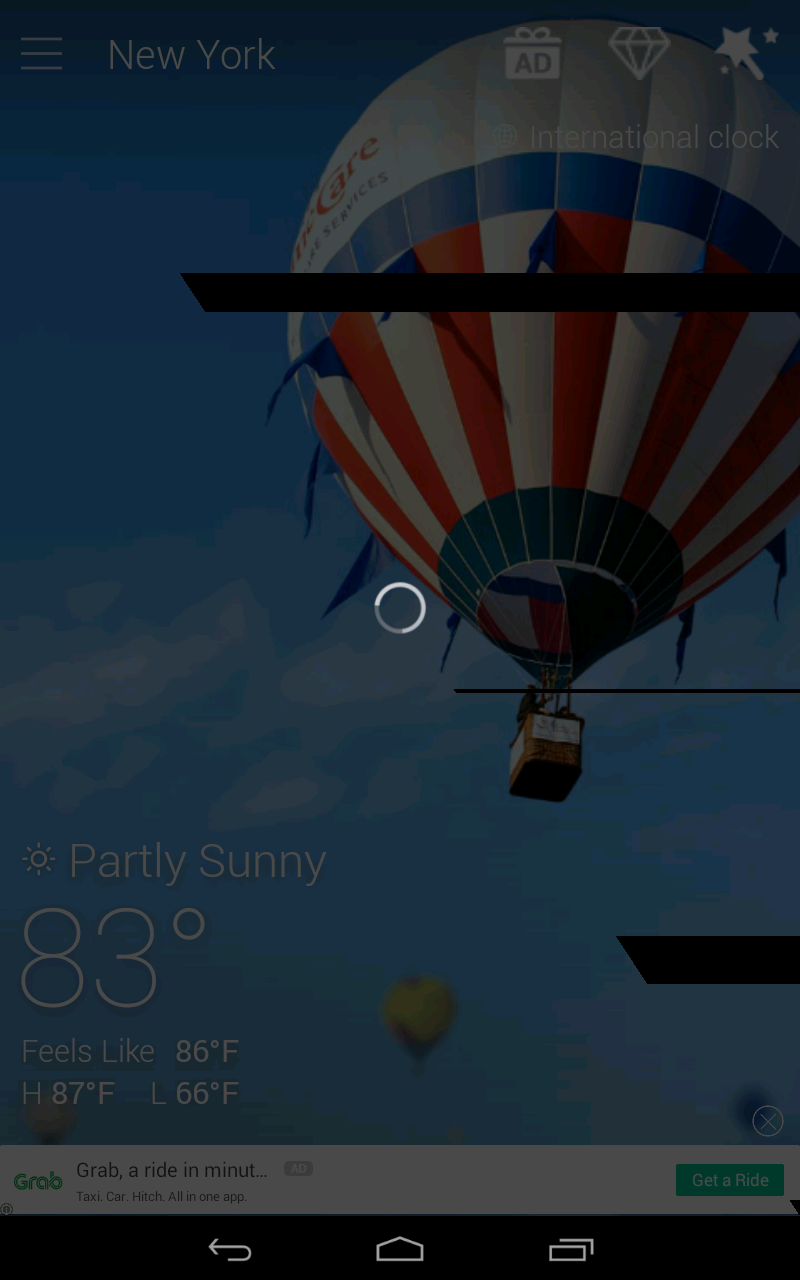 New York
AD
International clock
Care
SERVICES
Partly Sunny
83°
Feels Like 86°F
H 87°F L 66°F
Grab
Grab, a ride in minut... AD
Taxi. Car. Hitch. All in one app.
Get a Ride